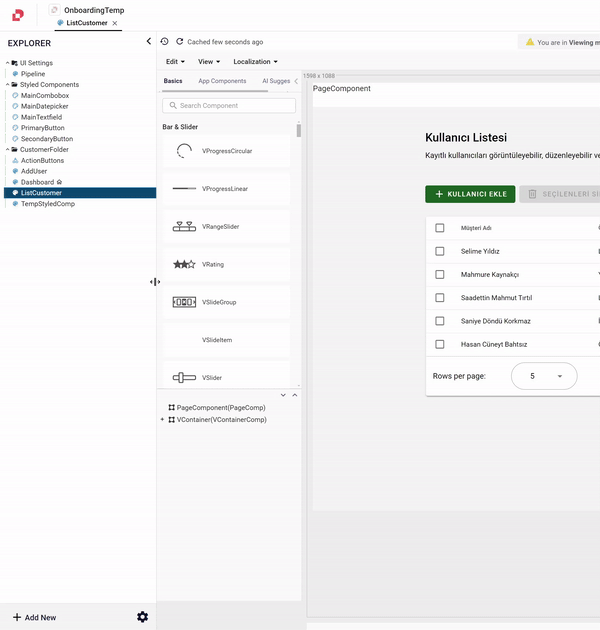 OnboardingTemp
ListCustomer
EXPLORER
Cached few seconds ago
You are in Viewing m
UI Settings
Pipeline
Styled Components
MainCombobox
MainDatepicker
MainTextfield
PrimaryButton
SecondaryButton
CustomerFolder
ActionButtons
AddUser
Dashboard
ListCustomer
TempStyledComp
Add New
Edit
View
Localization
Basics
App Components
AI Sugges
Search Component
Bar & Slider
VProgressCircular
VProgressLinear
VRangeSlider
VRating
VSlideGroup
VSlideItem
VSlider
PageComponent(PageComp)
VContainer(VContainerComp)
1598 x 1088
PageComponent
Kullanıcı Listesi
Kayıtlı kullanıcıları görüntüleyebilir, düzenleyebilir ve
KULLANICI EKLE
SEÇİLENLERİ Sİ
Müşteri Adı
Selime Yıldız
Mahmure Kaynakçı
Saadettin Mahmut Tırtıl
Saniye Döndü Korkmaz
Hasan Cüneyt Bahtsız
Rows per page:
5